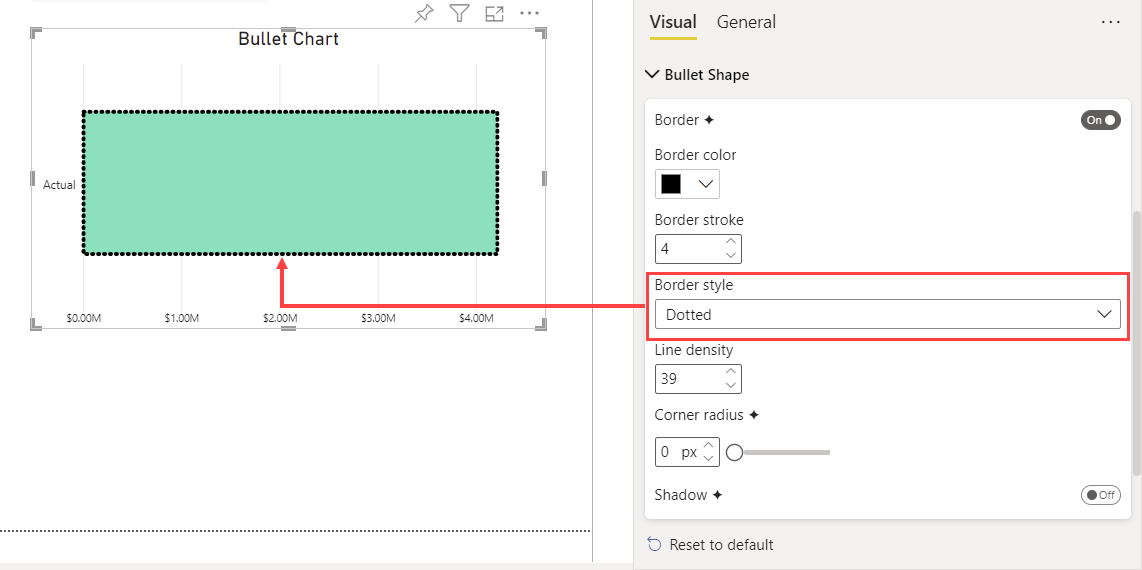 Bullet Chart
Actual
$0.00M $1.00M $2.00M $3.00M $4.00M
Visual General
Bullet Shape
Border
On
Border color
Border stroke
4
Border style
Dotted
Line density
39
Corner radius
0 px
Shadow
Off
Reset to default